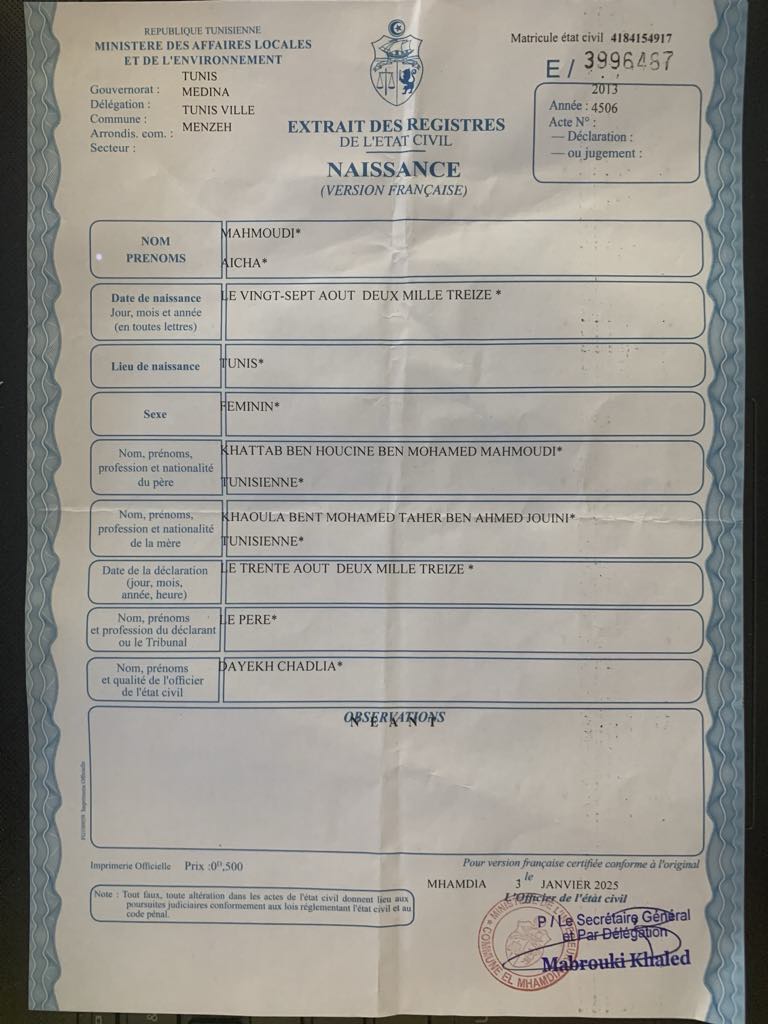 REPUBLIQUE TUNISIENNE
MINISTERE DES AFFAIRES LOCALES
ET DE L'ENVIRONNEMENT
Gouvernorat : TUNIS
Délégation : MEDINA
Commune : TUNIS VILLE
Arrondis. com. : MENZEH
Secteur :
EXTRAIT DES REGISTRES
DE L'ETAT CIVIL
NAISSANCE
(VERSION FRANÇAISE)
Matricule état civil 4184154917
E / 3996487
2013
Année : 4506
Acte N° :
— Déclaration :
— ou jugement :
NOM
PRENOMS
MAHMOUDI*
AICHA*
Date de naissance
Jour, mois et année
(en toutes lettres)
LE VINGT-SEPT AOUT DEUX MILLE TREIZE *
Lieu de naissance
TUNIS*
Sexe
FEMININ*
Nom, prénoms,
profession et nationalité
du père
KHATTAB BEN HOUCINE BEN MOHAMED MAHMOUDI*
TUNISIENNE*
Nom, prénoms,
profession et nationalité
de la mère
KHAOULA BENT MOHAMED TAHER BEN AHMED JOUINI*
TUNISIENNE*
Date de la déclaration
(jour, mois,
année, heure)
LE TRENTE AOUT DEUX MILLE TREIZE *
Nom, prénoms
et profession du déclarant
ou le Tribunal
LE PERE*
Nom, prénoms
et qualité de l'officier
de l'état civil
DAYEKH CHADLIA*
OBSERVATIONS
N E A N T
Imprimerie Officielle Prix :0ᴰ,500
Note : Tout faux, toute altération dans les actes de l'état civil donnent lieu aux
poursuites judiciaires conformement aux lois réglementant l'état civil et au
code pénal.
Pour version française certifiée conforme à l'original
le
MHAMDIA 3 JANVIER 2025
L'Officier de l'état civil
P / Le Secrétaire Général
et Par Délégation
Mabrouki Khaled
COMMUNE EL MHAMDIA